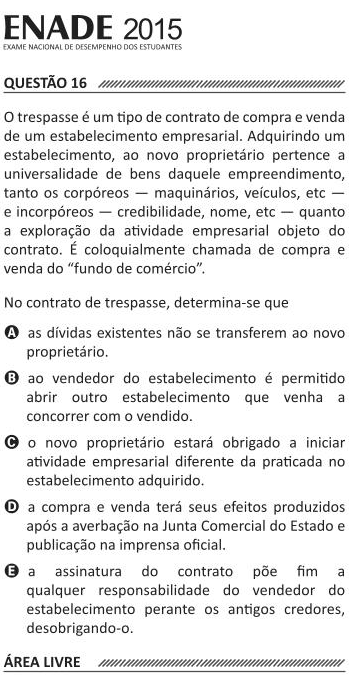 ENADE 2015
EXAME NACIONAL DE DESEMPENHO DOS ESTUDANTES
QUESTÃO 16
O trespasse é um tipo de contrato de compra e venda
de um estabelecimento empresarial. Adquirindo um
estabelecimento, ao novo proprietário pertence a
universalidade de bens daquele empreendimento,
tanto os corpóreos — maquinários, veículos, etc —
e incorpóreos — credibilidade, nome, etc — quanto
a exploração da atividade empresarial objeto do
contrato. É coloquialmente chamada de compra e
venda do “fundo de comércio”.
No contrato de trespasse, determina-se que
A as dívidas existentes não se transferem ao novo
proprietário.
B ao vendedor do estabelecimento é permitido
abrir outro estabelecimento que venha a
concorrer com o vendido.
C o novo proprietário estará obrigado a iniciar
atividade empresarial diferente da praticada no
estabelecimento adquirido.
D a compra e venda terá seus efeitos produzidos
após a averbação na Junta Comercial do Estado e
publicação na imprensa oficial.
E a assinatura do contrato põe fim a
qualquer responsabilidade do vendedor do
estabelecimento perante os antigos credores,
desobrigando-o.
ÁREA LIVRE